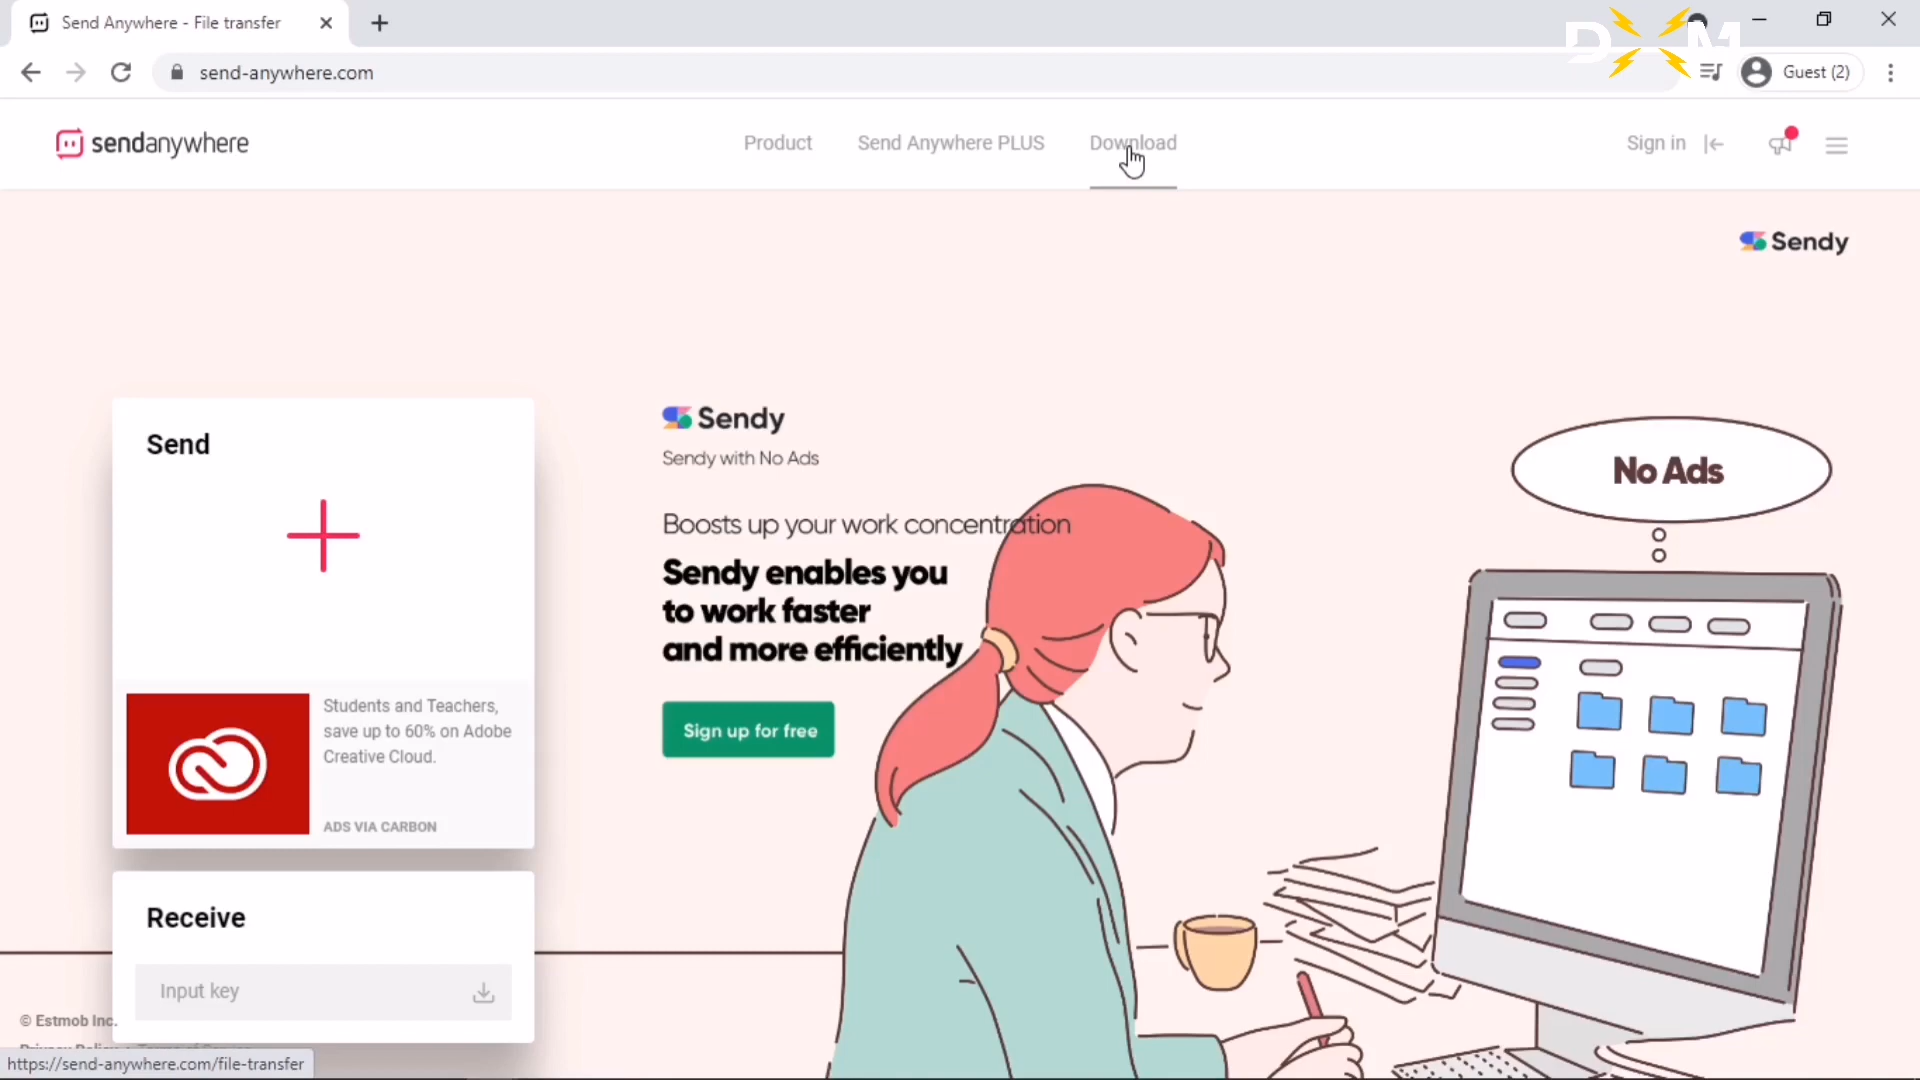 Send Anywhere - File transfer
send-anywhere.com
Guest (2)
D M
sendanywhere
Product
Send Anywhere PLUS
Download
Sign in
Sendy
Send
Students and Teachers,
save up to 60% on Adobe
Creative Cloud.
ADS VIA CARBON
Receive
Input key
Sendy
Sendy with No Ads
Boosts up your work concentration
Sendy enables you
to work faster
and more efficiently
Sign up for free
No Ads
© Estmob Inc.
https://send-anywhere.com/file-transfer